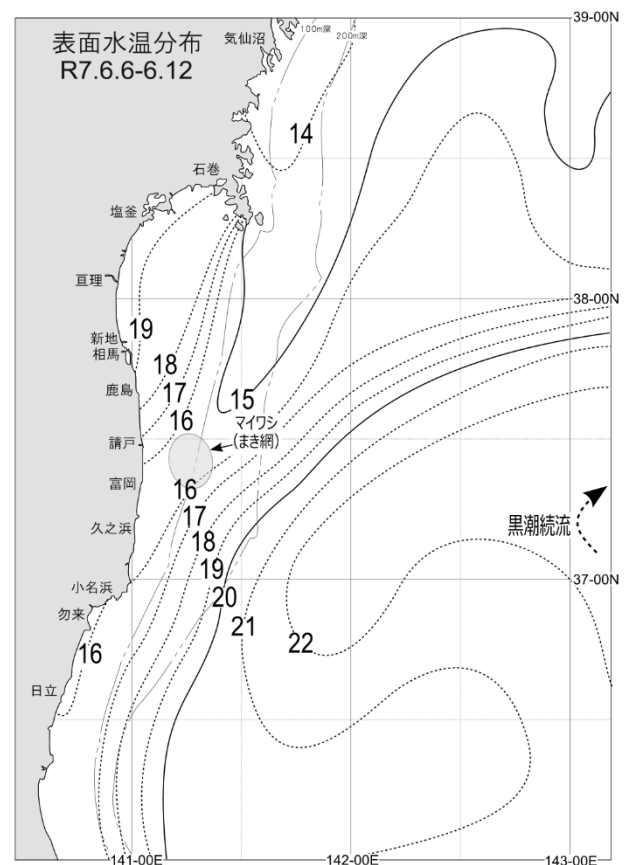 表面水温分布
R7.6.6-6.12
気仙沼
100m深
200m深
39-00N
14
石巻
塩釜
亘理
38-00N
19
新地
相馬
18
鹿島
17
15
16
マイワシ
(まき網)
請戸
富岡
16
黒潮続流
17
久之浜
18
19
37-00N
小名浜
20
勿来
21
22
16
日立
141-00E
142-00E
143-00E